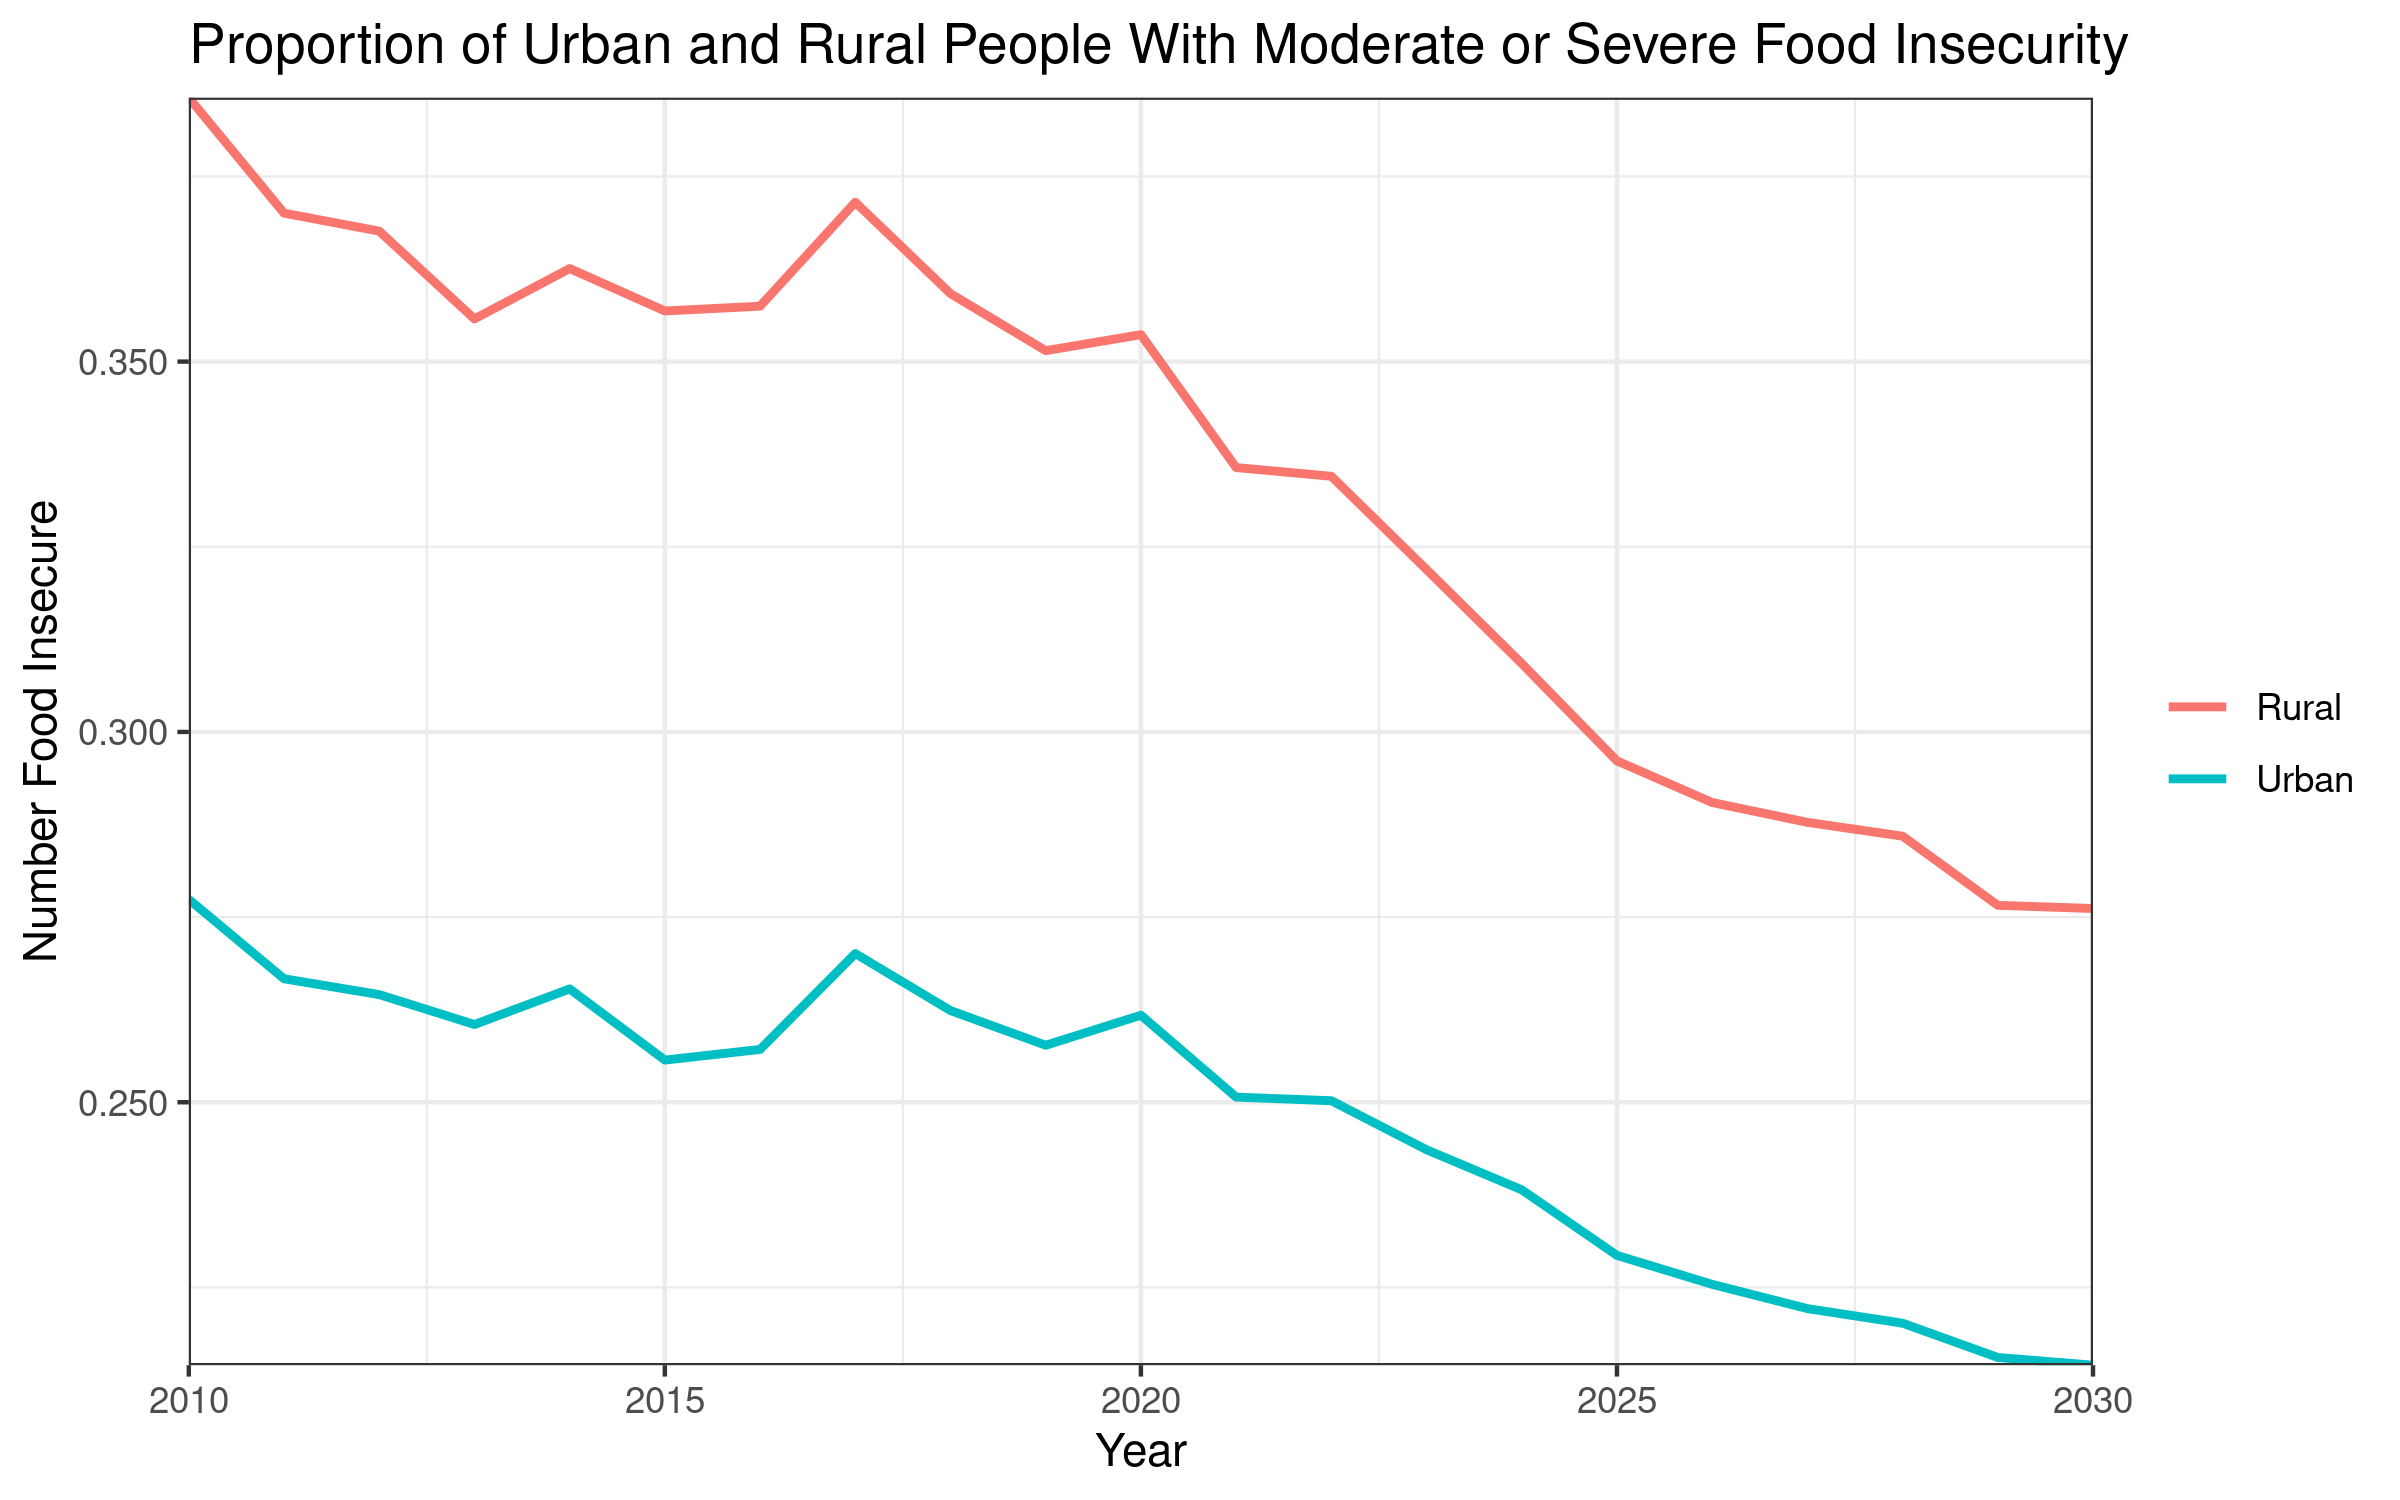 Proportion of Urban and Rural People With Moderate or Severe Food Insecurity
Number Food Insecure
0.350
0.300
0.250
2010
2015
2020
2025
2030
Year
Rural
Urban